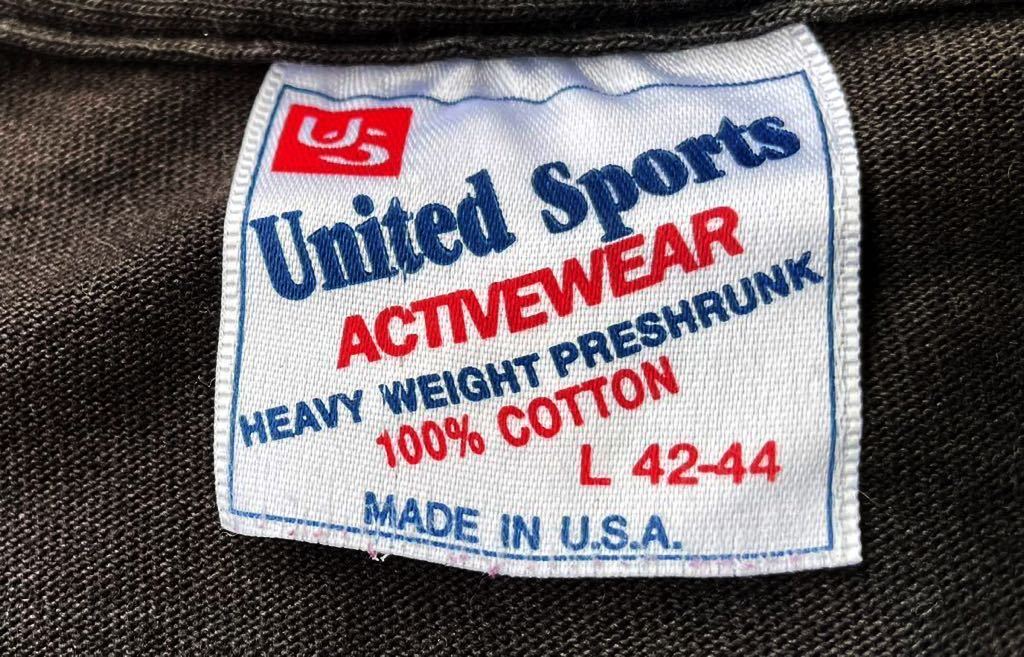 US
United Sports
ACTIVEWEAR
HEAVY WEIGHT PRESHRUNK
100% COTTON
L 42-44
MADE IN U.S.A.